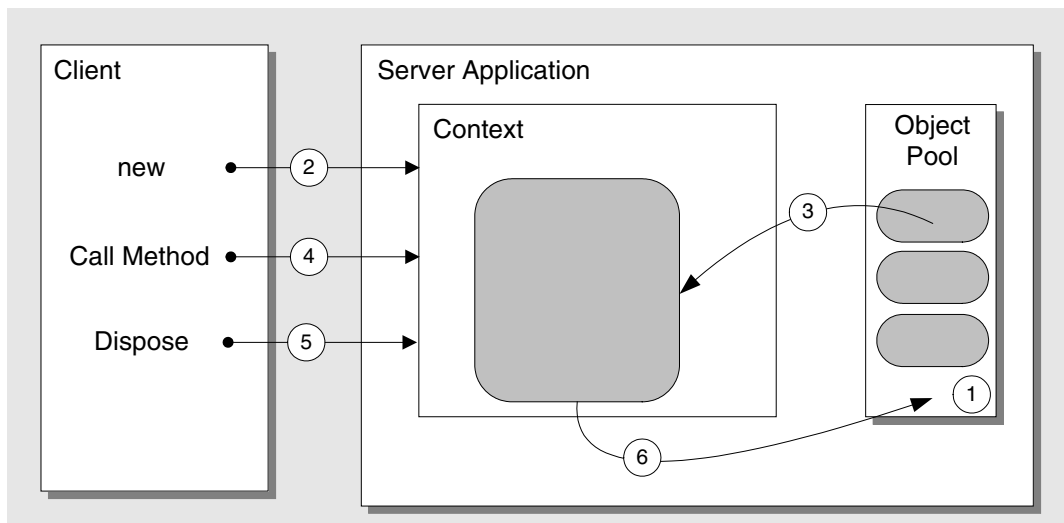 Client
new
Call Method
Dispose
2
4
5
Server Application
Context
Object
Pool
3
1
6